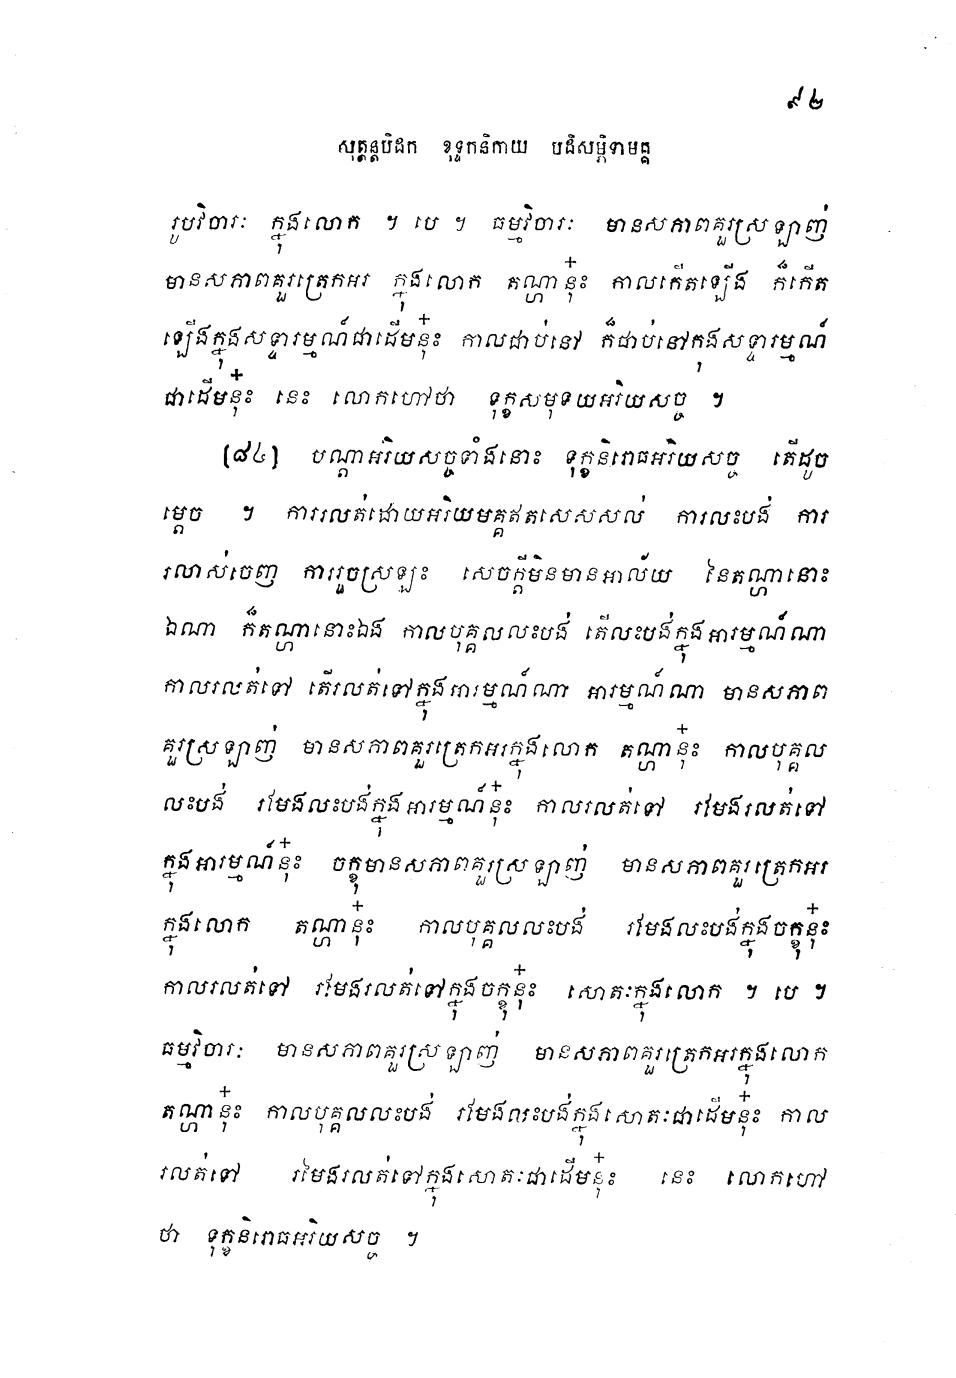 ៩៤
សុត្តន្តបិដក ខុទ្ទកនិកាយ បដិសម្ភិទាមគ្គ
រូបវិចារៈ ក្នុងលោក ។ បេ ។ ធម្មវិចារៈ មានសភាពគួរស្រឡាញ់
មានសភាពគួរត្រេកអរ ក្នុងលោក តណ្ហានុ៎ះ កាលកើតឡើង ក៏កើត
ឡើងក្នុងសទ្ទារម្មណ៍ជាដើមនុ៎ះ កាលជាប់នៅ ក៏ជាប់នៅក្នុងសទ្ទារម្មណ៍
ជាដើមនុ៎ះ នេះ លោកហៅថា ទុក្ខសមុទយអរិយសច្ច ។
(៨៤) បណ្តាអរិយសច្ចទាំងនោះ ទុក្ខនិរោធអរិយសច្ច តើដូច
ម្តេច ។ ការរលត់ដោយអរិយមគ្គឥតសេសសល់ ការលះបង់ ការ
រលាស់ចេញ ការរួចស្រឡះ សេចក្តីមិនមានអាល័យ នៃតណ្ហានោះ
ឯណា ក៏តណ្ហានោះឯង កាលបុគ្គលលះបង់ តើលះបង់ក្នុងអារម្មណ៍ណា
កាលរលត់ទៅ តើរលត់ទៅក្នុងអារម្មណ៍ណា អារម្មណ៍ណា មានសភាព
គួរស្រឡាញ់ មានសភាពគួរត្រេកអរក្នុងលោក តណ្ហានុ៎ះ កាលបុគ្គល
លះបង់ រមែងលះបង់ក្នុងអារម្មណ៍នុ៎ះ កាលរលត់ទៅ រមែងរលត់ទៅ
ក្នុងអារម្មណ៍នុ៎ះ ចក្ខុមានសភាពគួរស្រឡាញ់ មានសភាពគួរត្រេកអរ
ក្នុងលោក តណ្ហានុ៎ះ កាលបុគ្គលលះបង់ រមែងលះបង់ក្នុងចក្ខុនុ៎ះ
កាលរលត់ទៅ រមែងរលត់ទៅក្នុងចក្ខុនុ៎ះ សោតៈក្នុងលោក ។ បេ ។
ធម្មវិចារៈ មានសភាពគួរស្រឡាញ់ មានសភាពគួរត្រេកអរក្នុងលោក
តណ្ហានុ៎ះ កាលបុគ្គលលះបង់ រមែងលះបង់ក្នុងសោតៈជាដើមនុ៎ះ កាល
រលត់ទៅ រមែងរលត់ទៅក្នុងសោតៈជាដើមនុ៎ះ នេះ លោកហៅ
ថា ទុក្ខនិរោធអរិយសច្ច ។